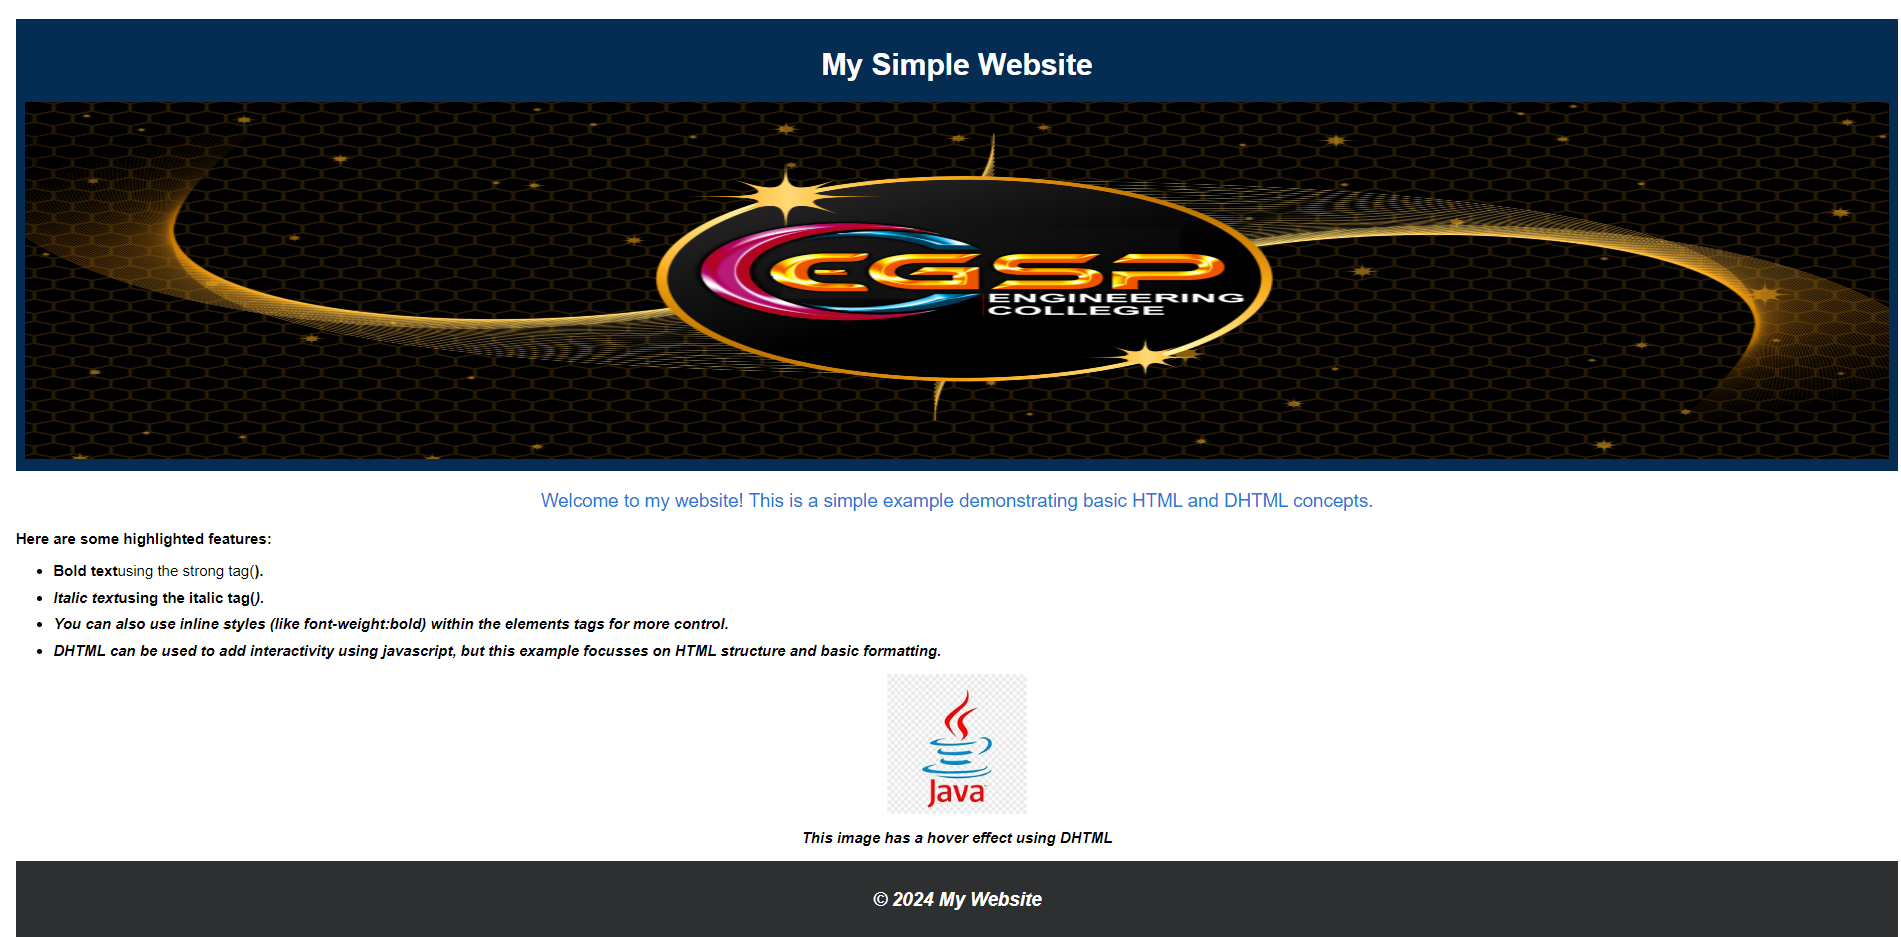 My Simple Website
EGSP
ENGINEERING
COLLEGE
Welcome to my website! This is a simple example demonstrating basic HTML and DHTML concepts.
Here are some highlighted features:
• Bold textusing the strong tag().
• Italic textusing the italic tag().
• You can also use inline styles (like font-weight:bold) within the elements tags for more control.
• DHTML can be used to add interactivity using javascript, but this example focusses on HTML structure and basic formatting.
Java
This image has a hover effect using DHTML
© 2024 My Website